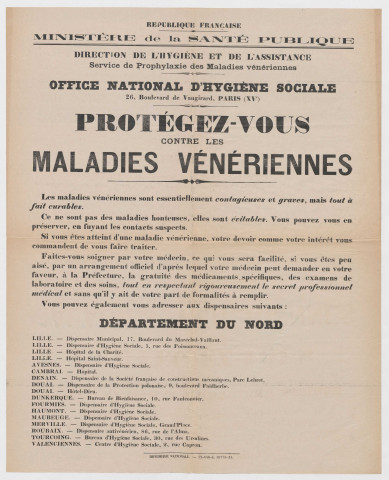 RÉPUBLIQUE FRANÇAISE
MINISTÈRE de la SANTÉ PUBLIQUE
DIRECTION DE L'HYGIÈNE ET DE L'ASSISTANCE
Service de Prophylaxie des Maladies vénériennes
OFFICE NATIONAL D'HYGIÈNE SOCIALE
26, Boulevard de Vaugirard, PARIS (XVe)
PROTÉGEZ-VOUS
CONTRE LES
MALADIES VÉNÉRIENNES
Les maladies vénériennes sont essentiellement contagieuses et graves, mais tout à
fait curables.
Ce ne sont pas des maladies honteuses, elles sont évitables. Vous pouvez vous en
préserver, en fuyant les contacts suspects.
Si vous êtes atteint d'une maladie vénérienne, votre devoir comme votre intérêt vous
commandent de vous faire traiter.
Faites-vous soigner par votre médecin, ce qui vous sera facilité, si vous êtes peu
aisé, par un arrangement officiel d'après lequel votre médecin peut demander en votre
faveur, à la Préfecture, la gratuité des médicaments spécifiques, des examens de
laboratoire et des soins, tout en respectant rigoureusement le secret professionnel
médical et sans qu'il y ait de votre part de formalités à remplir.
Vous pouvez également vous adresser aux dispensaires suivants :
DÉPARTEMENT DU NORD
LILLE. — Dispensaire Municipal, 17, Boulevard du Maréchal-Vaillant.
LILLE. — Dispensaire d'Hygiène Sociale, rue des
LILLE. — Hôpital de la Charité.
LILLE. — Hôpital Saint-Sauveur.
AVESNES. — Dispensaire d'Hygiène Sociale.
CAMBRAI. — Hôpital.
DENAIN. — Dispensaire de la Société française de constructions mécaniques, Parc Lebret.
DOUAI. — Dispensaire de la Protection 9, boulevard Faidherbe.
DOUAI. — Hôtel-Dieu.
DUNKERQUE. — Bureau de Bienfaisance, 10, rue Faulconnier.
FOURMIES. — Dispensaire d'Hygiène Sociale.
HAUMONT. — Dispensaire d'Hygiène Sociale.
MAUBEUGE. — Dispensaire d'Hygiène Sociale.
MERVILLE. — Dispensaire d'Hygiène Sociale, Grand'Place.
ROUBAIX. — Dispensaire antivénérien, 86, rue de l'Alma.
TOURCOING. — Bureau d'Hygiène Sociale, 30, rue des Ursulines.
VALENCIENNES. — Centre d'Hygiène Sociale, 8, rue Capron.
IMPRIMERIE NATIONALE. —